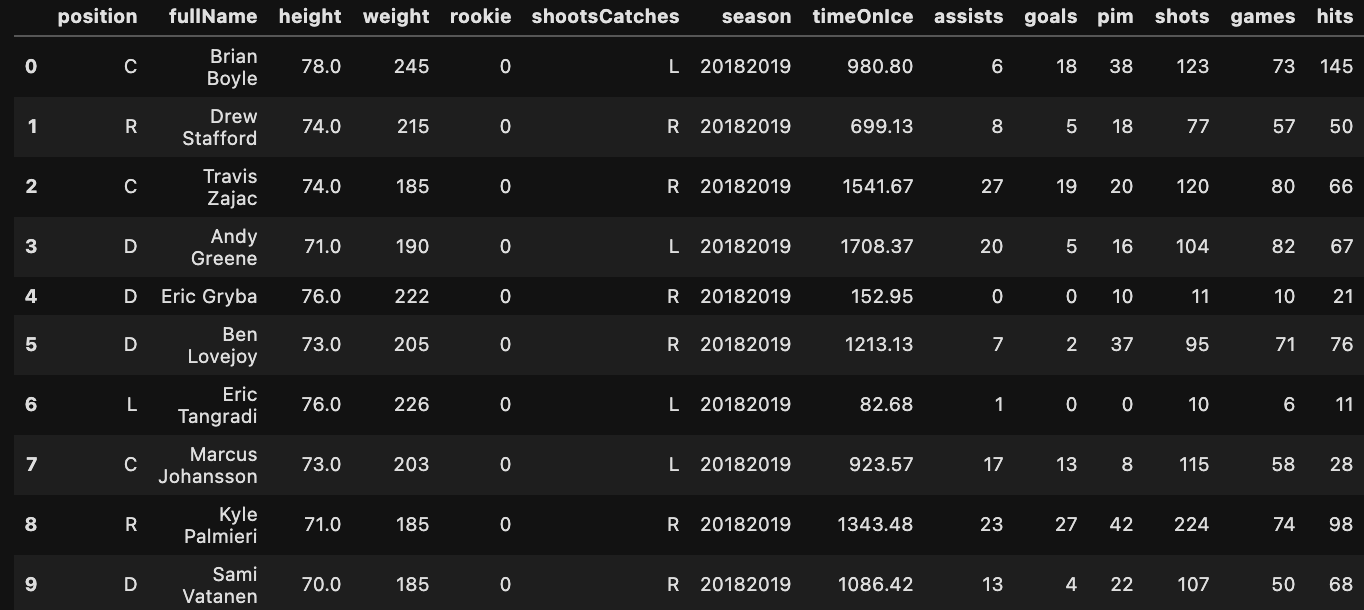 position fullName height weight rookie shootsCatches season timeOnIce assists goals pim shots games hits
0 C Brian Boyle 78.0 245 0 L 20182019 980.80 6 18 38 123 73 145
1 R Drew Stafford 74.0 215 0 R 20182019 699.13 8 5 18 77 57 50
2 C Travis Zajac 74.0 185 0 R 20182019 1541.67 27 19 20 120 80 66
3 D Andy Greene 71.0 190 0 L 20182019 1708.37 20 5 16 104 82 67
4 D Eric Gryba 76.0 222 0 R 20182019 152.95 0 0 10 11 10 21
5 D Ben Lovejoy 73.0 205 0 R 20182019 1213.13 7 2 37 95 71 76
6 L Eric Tangradi 76.0 226 0 L 20182019 82.68 1 0 0 10 6 11
7 C Marcus Johansson 73.0 203 0 L 20182019 923.57 17 13 8 115 58 28
8 R Kyle Palmieri 71.0 185 0 R 20182019 1343.48 23 27 42 224 74 98
9 D Sami Vatanen 70.0 185 0 R 20182019 1086.42 13 4 22 107 50 68